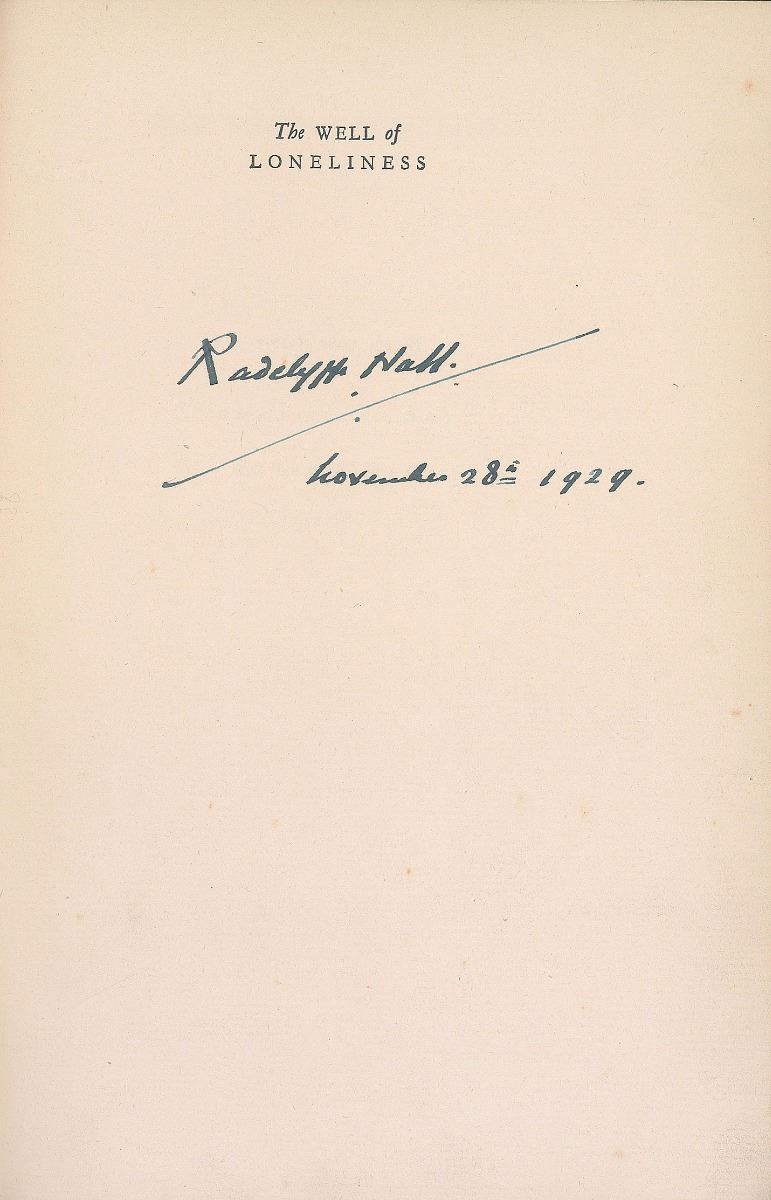 The WELL of
LONELINESS
Radclyffe Hall.
November 28th 1929.